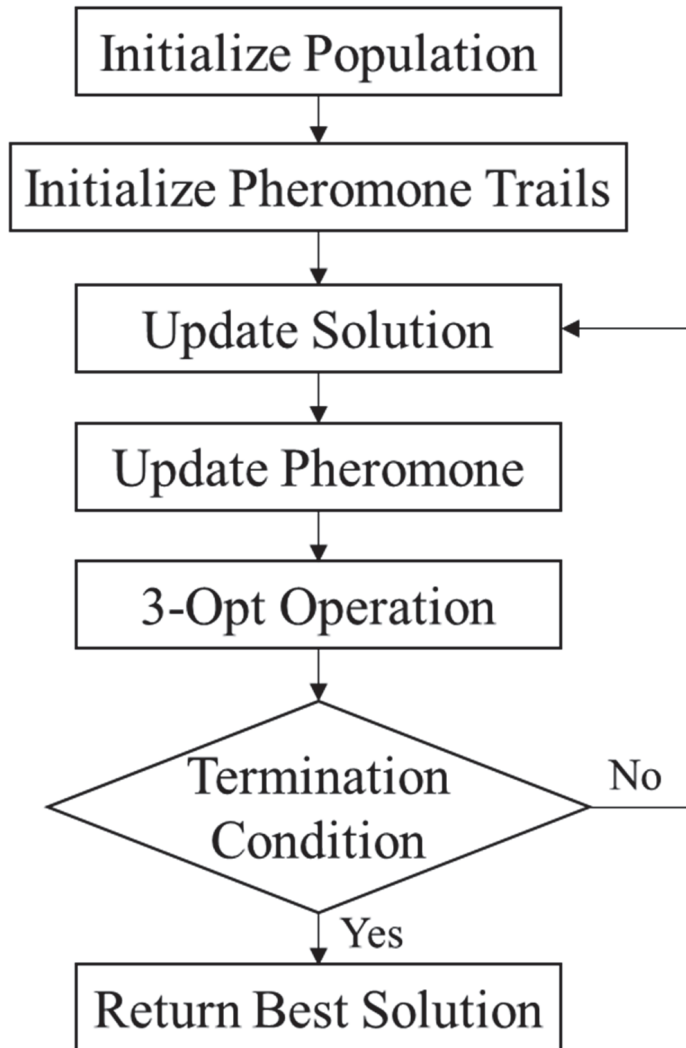 Initialize Population
Initialize Pheromone Trails
Update Solution
Update Pheromone
3-Opt Operation
Termination
Condition
No
Yes
Return Best Solution